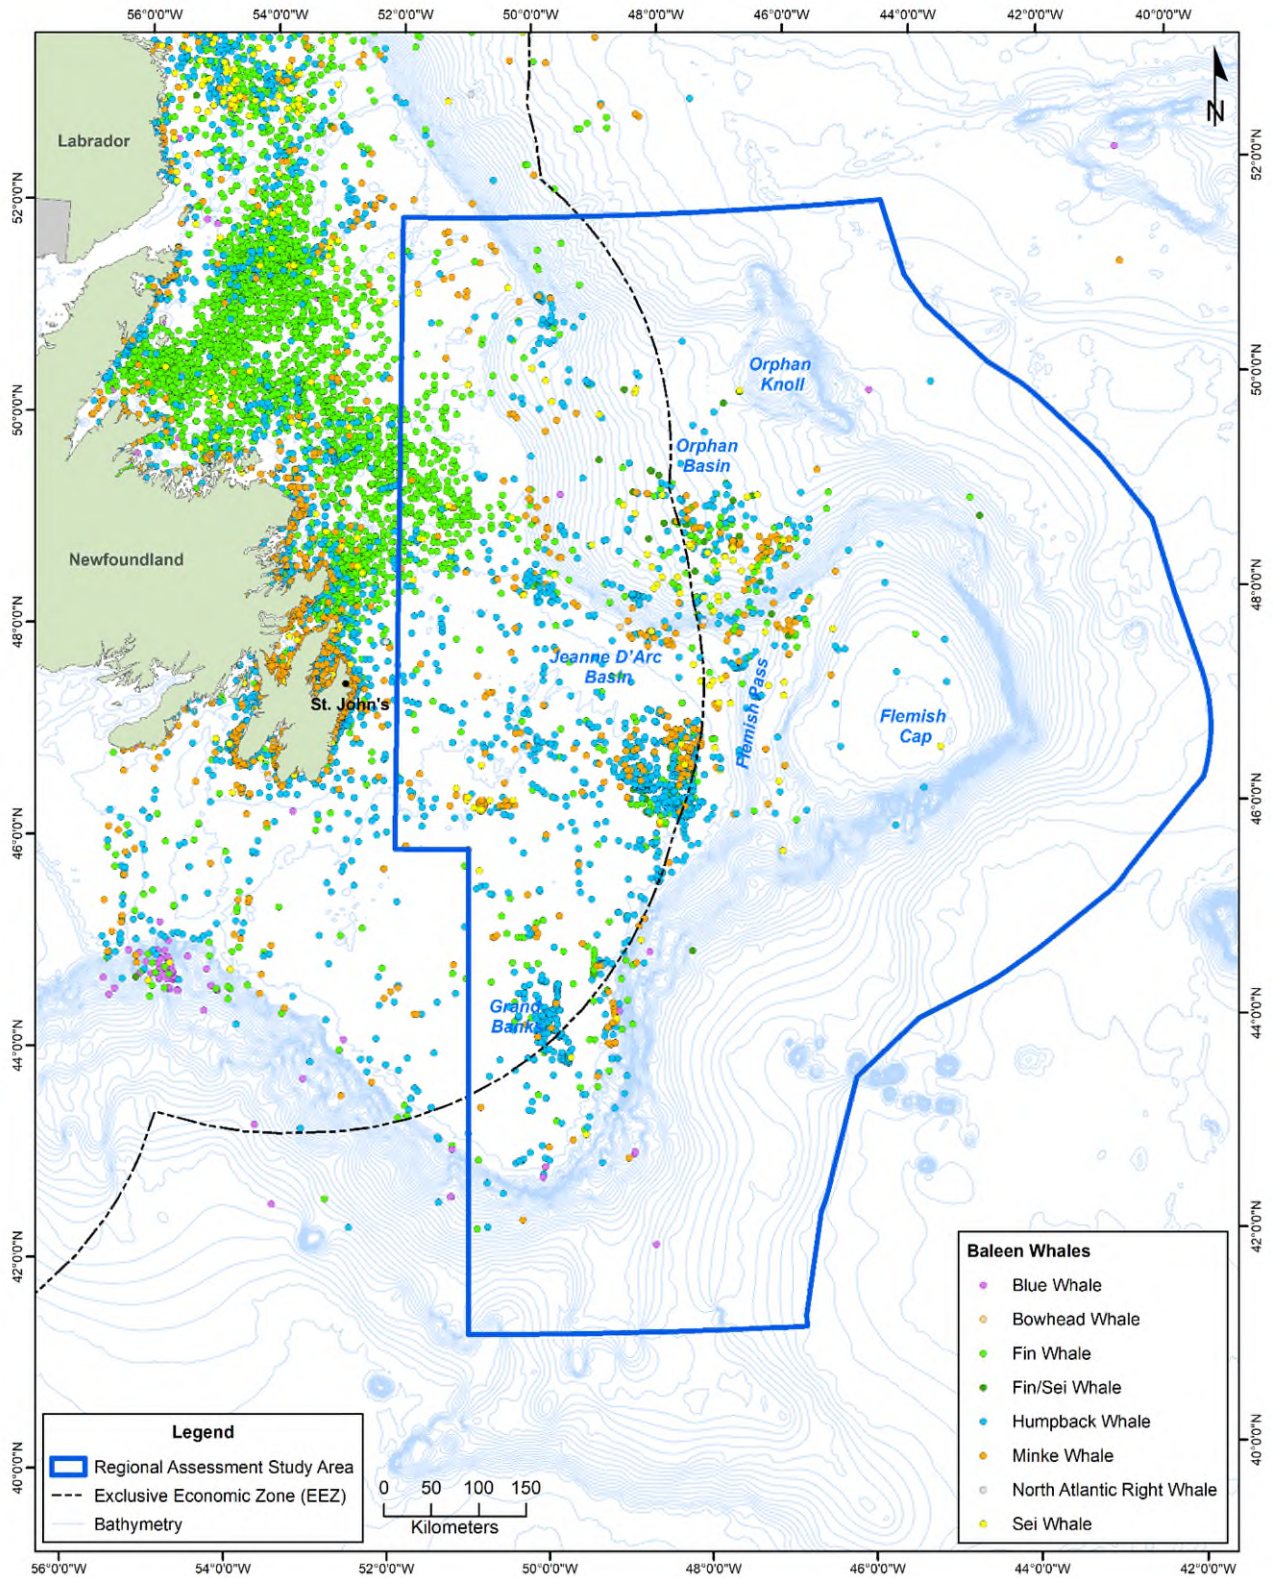 56°0'0"W 54°0'0"W 52°0'0"W 50°0'0"W 48°0'0"W 46°0'0"W 44°0'0"W 42°0'0"W 40°0'0"W
N
Labrador
52°0'0"N
52°0'0"N
Orphan
Knoll
50°0'0"N
50°0'0"N
Orphan
Basin
Newfoundland
48°0'0"N
48°0'0"N
Jeanne D'Arc
Basin
Flemish Pass
St. John's
Flemish
Cap
46°0'0"N
46°0'0"N
Grand
Banks
44°0'0"N
44°0'0"N
42°0'0"N
42°0'0"N
Baleen Whales
Blue Whale
Bowhead Whale
Fin Whale
Fin/Sei Whale
Humpback Whale
Minke Whale
North Atlantic Right Whale
Sei Whale
40°0'0"N
40°0'0"N
Legend
Regional Assessment Study Area
Exclusive Economic Zone (EEZ)
Bathymetry
0 50 100 150
Kilometers
56°0'0"W 54°0'0"W 52°0'0"W 50°0'0"W 48°0'0"W 46°0'0"W 44°0'0"W 42°0'0"W